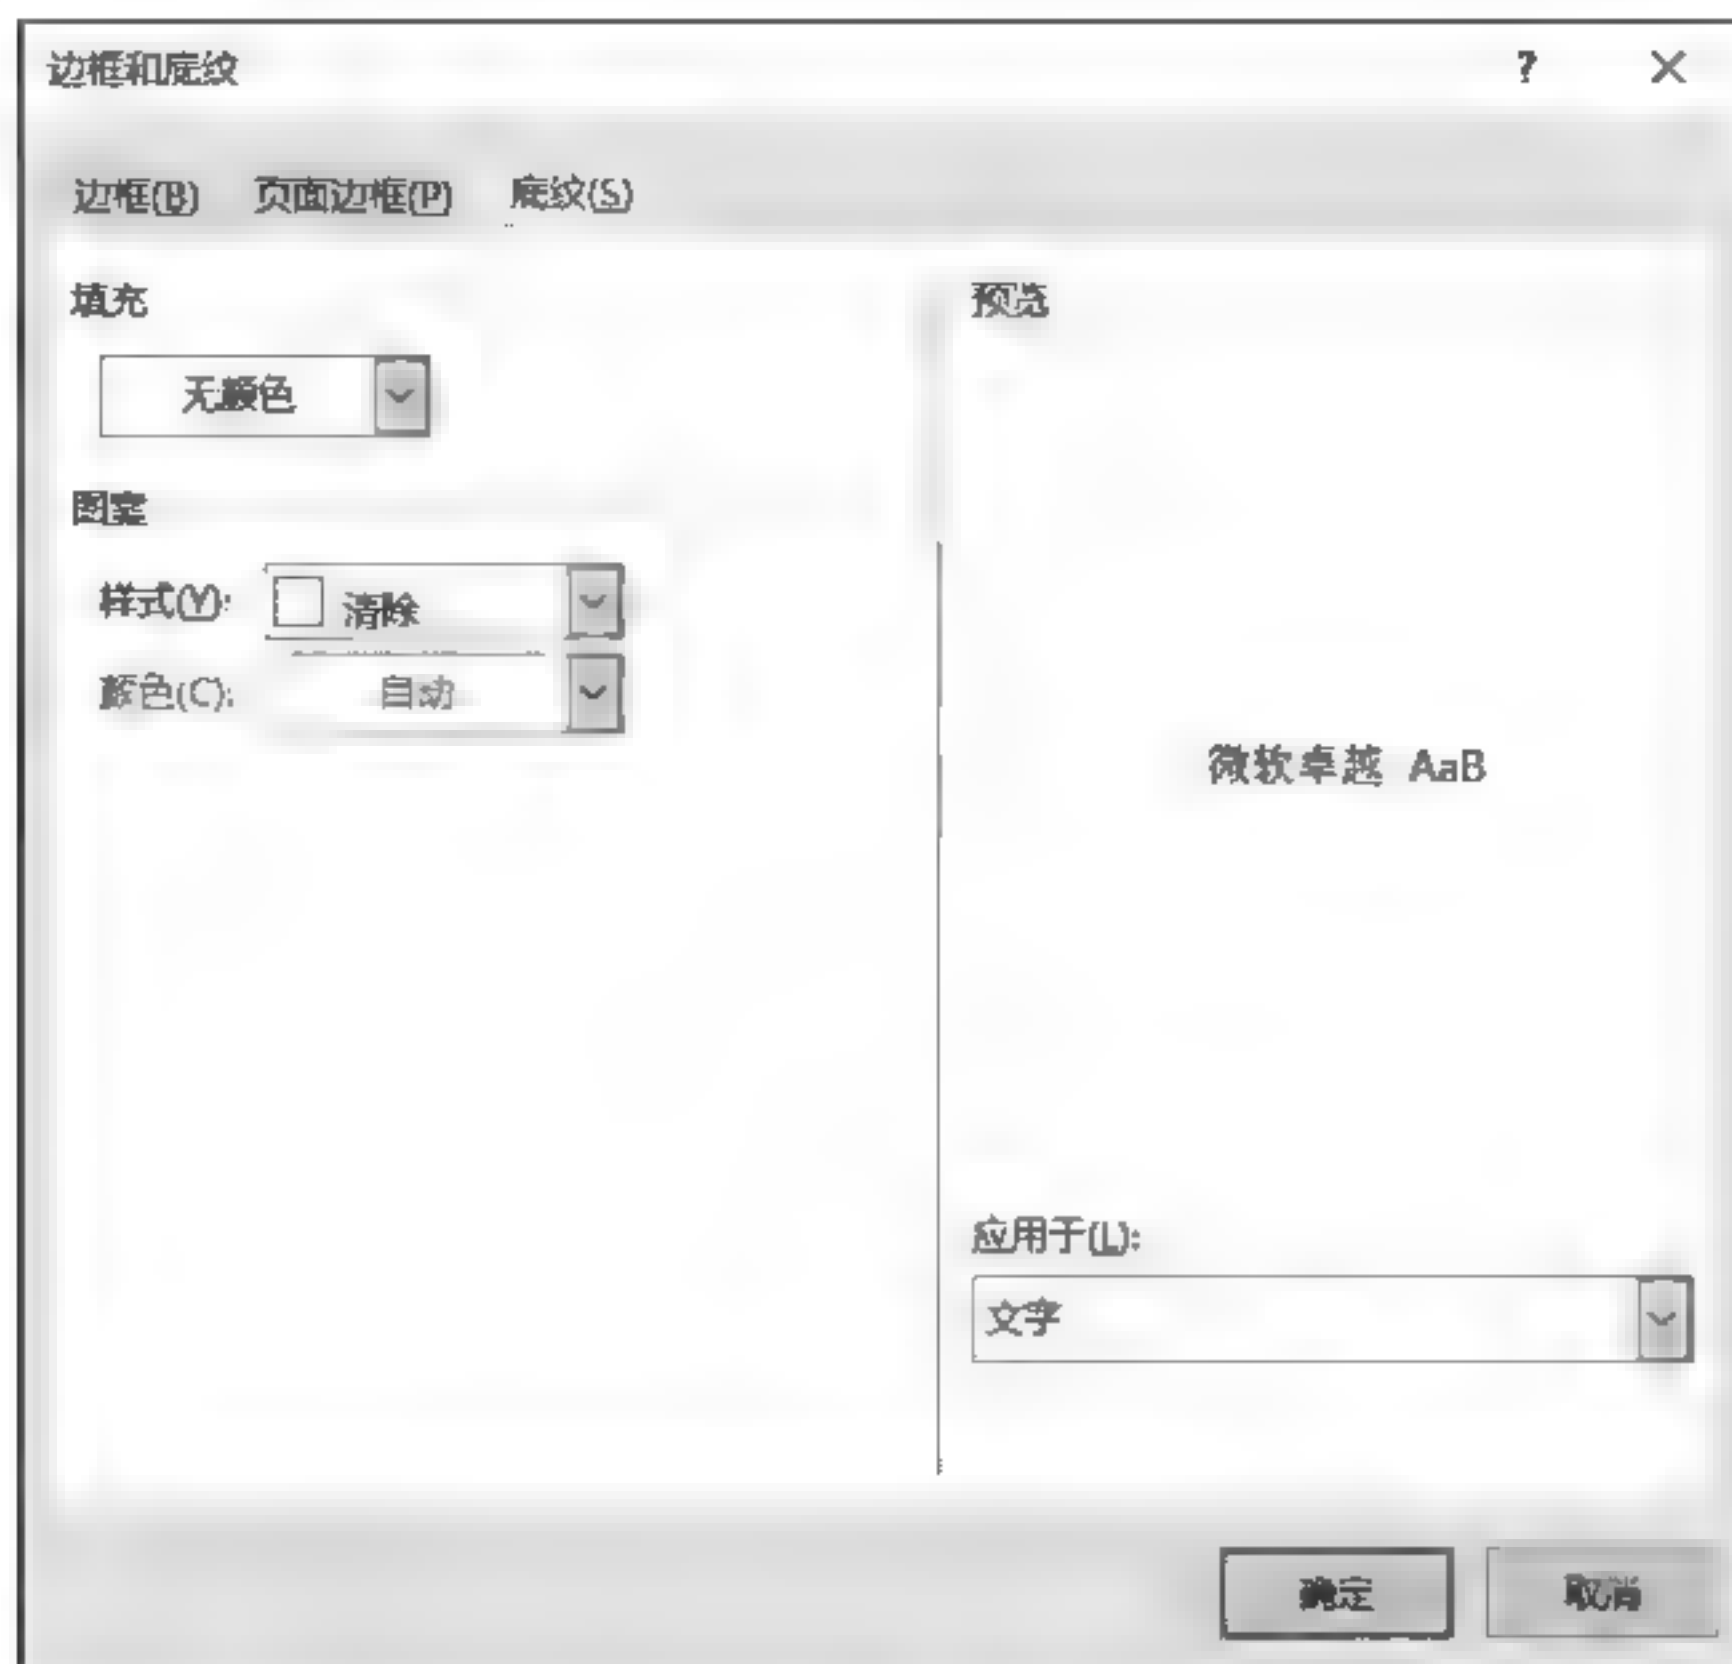 边框和底纹 ? ×
边框(B) 页面边框(P) 底纹(S)
填充
无颜色
图案
样式(Y): 清除
颜色(C): 自动
预览
微软卓越 AaB
应用于(L):
文字
确定 取消